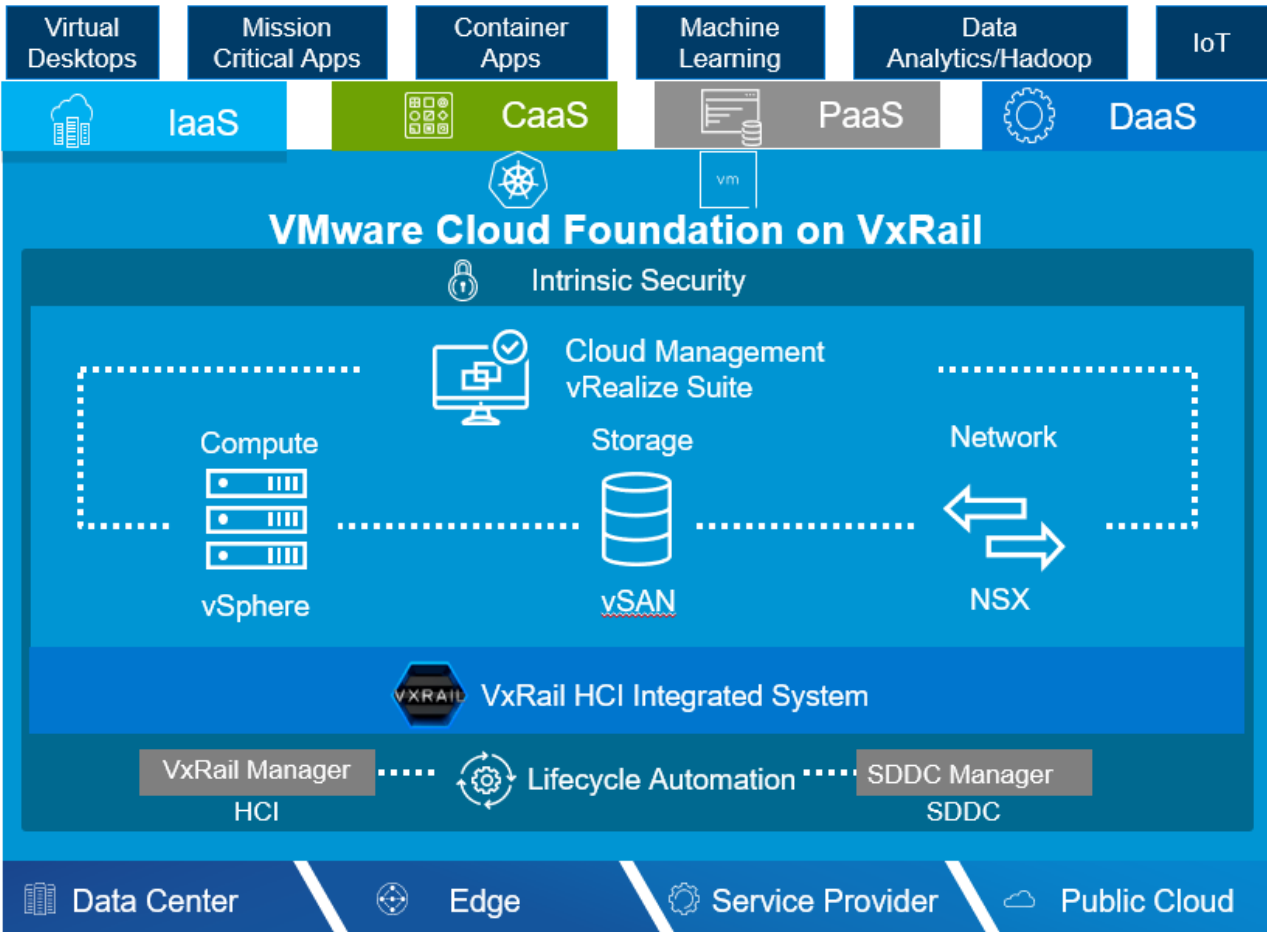 Virtual
Desktops
Mission
Critical Apps
Container
Apps
Machine
Learning
Data
Analytics/Hadoop
IoT
IaaS
CaaS
PaaS
DaaS
vm
VMware Cloud Foundation on VxRail
Intrinsic Security
Cloud Management
vRealize Suite
Compute
Storage
Network
vSphere
vSAN
NSX
VXRAIL
VxRail HCI Integrated System
VxRail Manager
Lifecycle Automation
SDDC Manager
HCI
SDDC
Data Center
Edge
Service Provider
Public Cloud